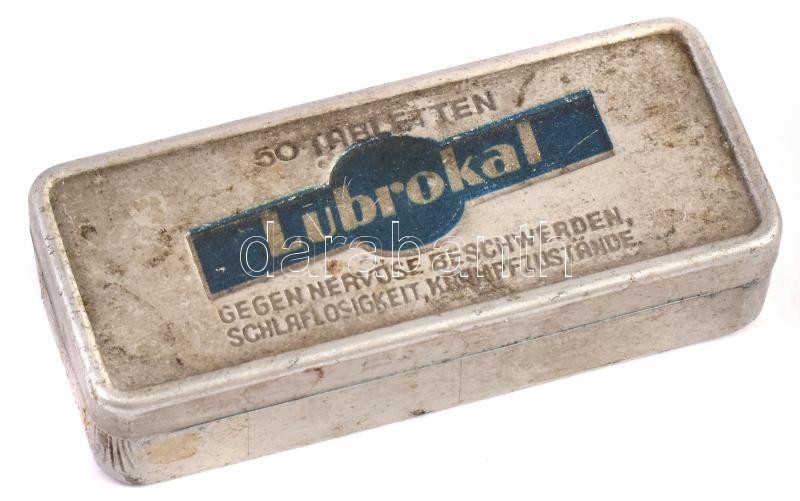 50 TABLETTEN
Lubrokal
GEGEN NERVÖSE BESCHWERDEN,
SCHLAFLOSIGKEIT, KRAMPFZUSTÄNDE.
darabanth